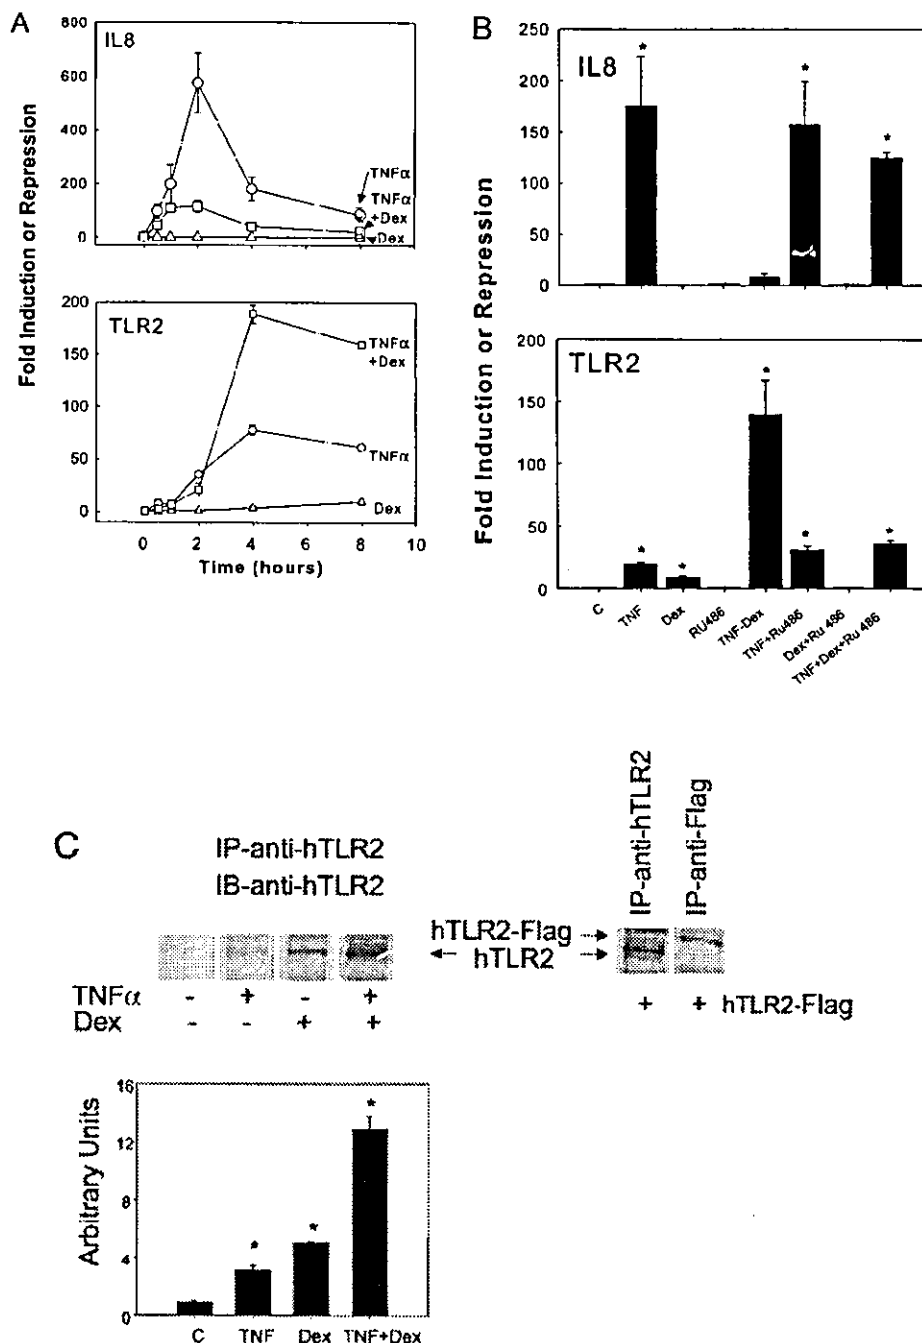 A
IL8
Fold Induction or Repression
800
600
400
200
0
TNFα
TNFα
+Dex
Dex
TLR2
200
150
100
50
0
TNFα
+Dex
TNFα
Dex
0 2 4 6 8 10
Time (hours)
B
IL8
Fold Induction or Repression
250
200
150
100
50
0
* * *
TLR2
200
150
100
50
0
* * * * *
C
TNF
Dex
RU486
TNF-Dex
TNF+Ru486
Dex+Ru 486
TNF+Dex+Ru 486
C
IP-anti-hTLR2
IB-anti-hTLR2
TNFα - + - +
Dex - - + +
hTLR2-Flag
hTLR2
IP-anti-hTLR2
IP-anti-Flag
+ + hTLR2-Flag
Arbitrary Units
16
12
8
4
0
* * *
C TNF Dex TNF+Dex